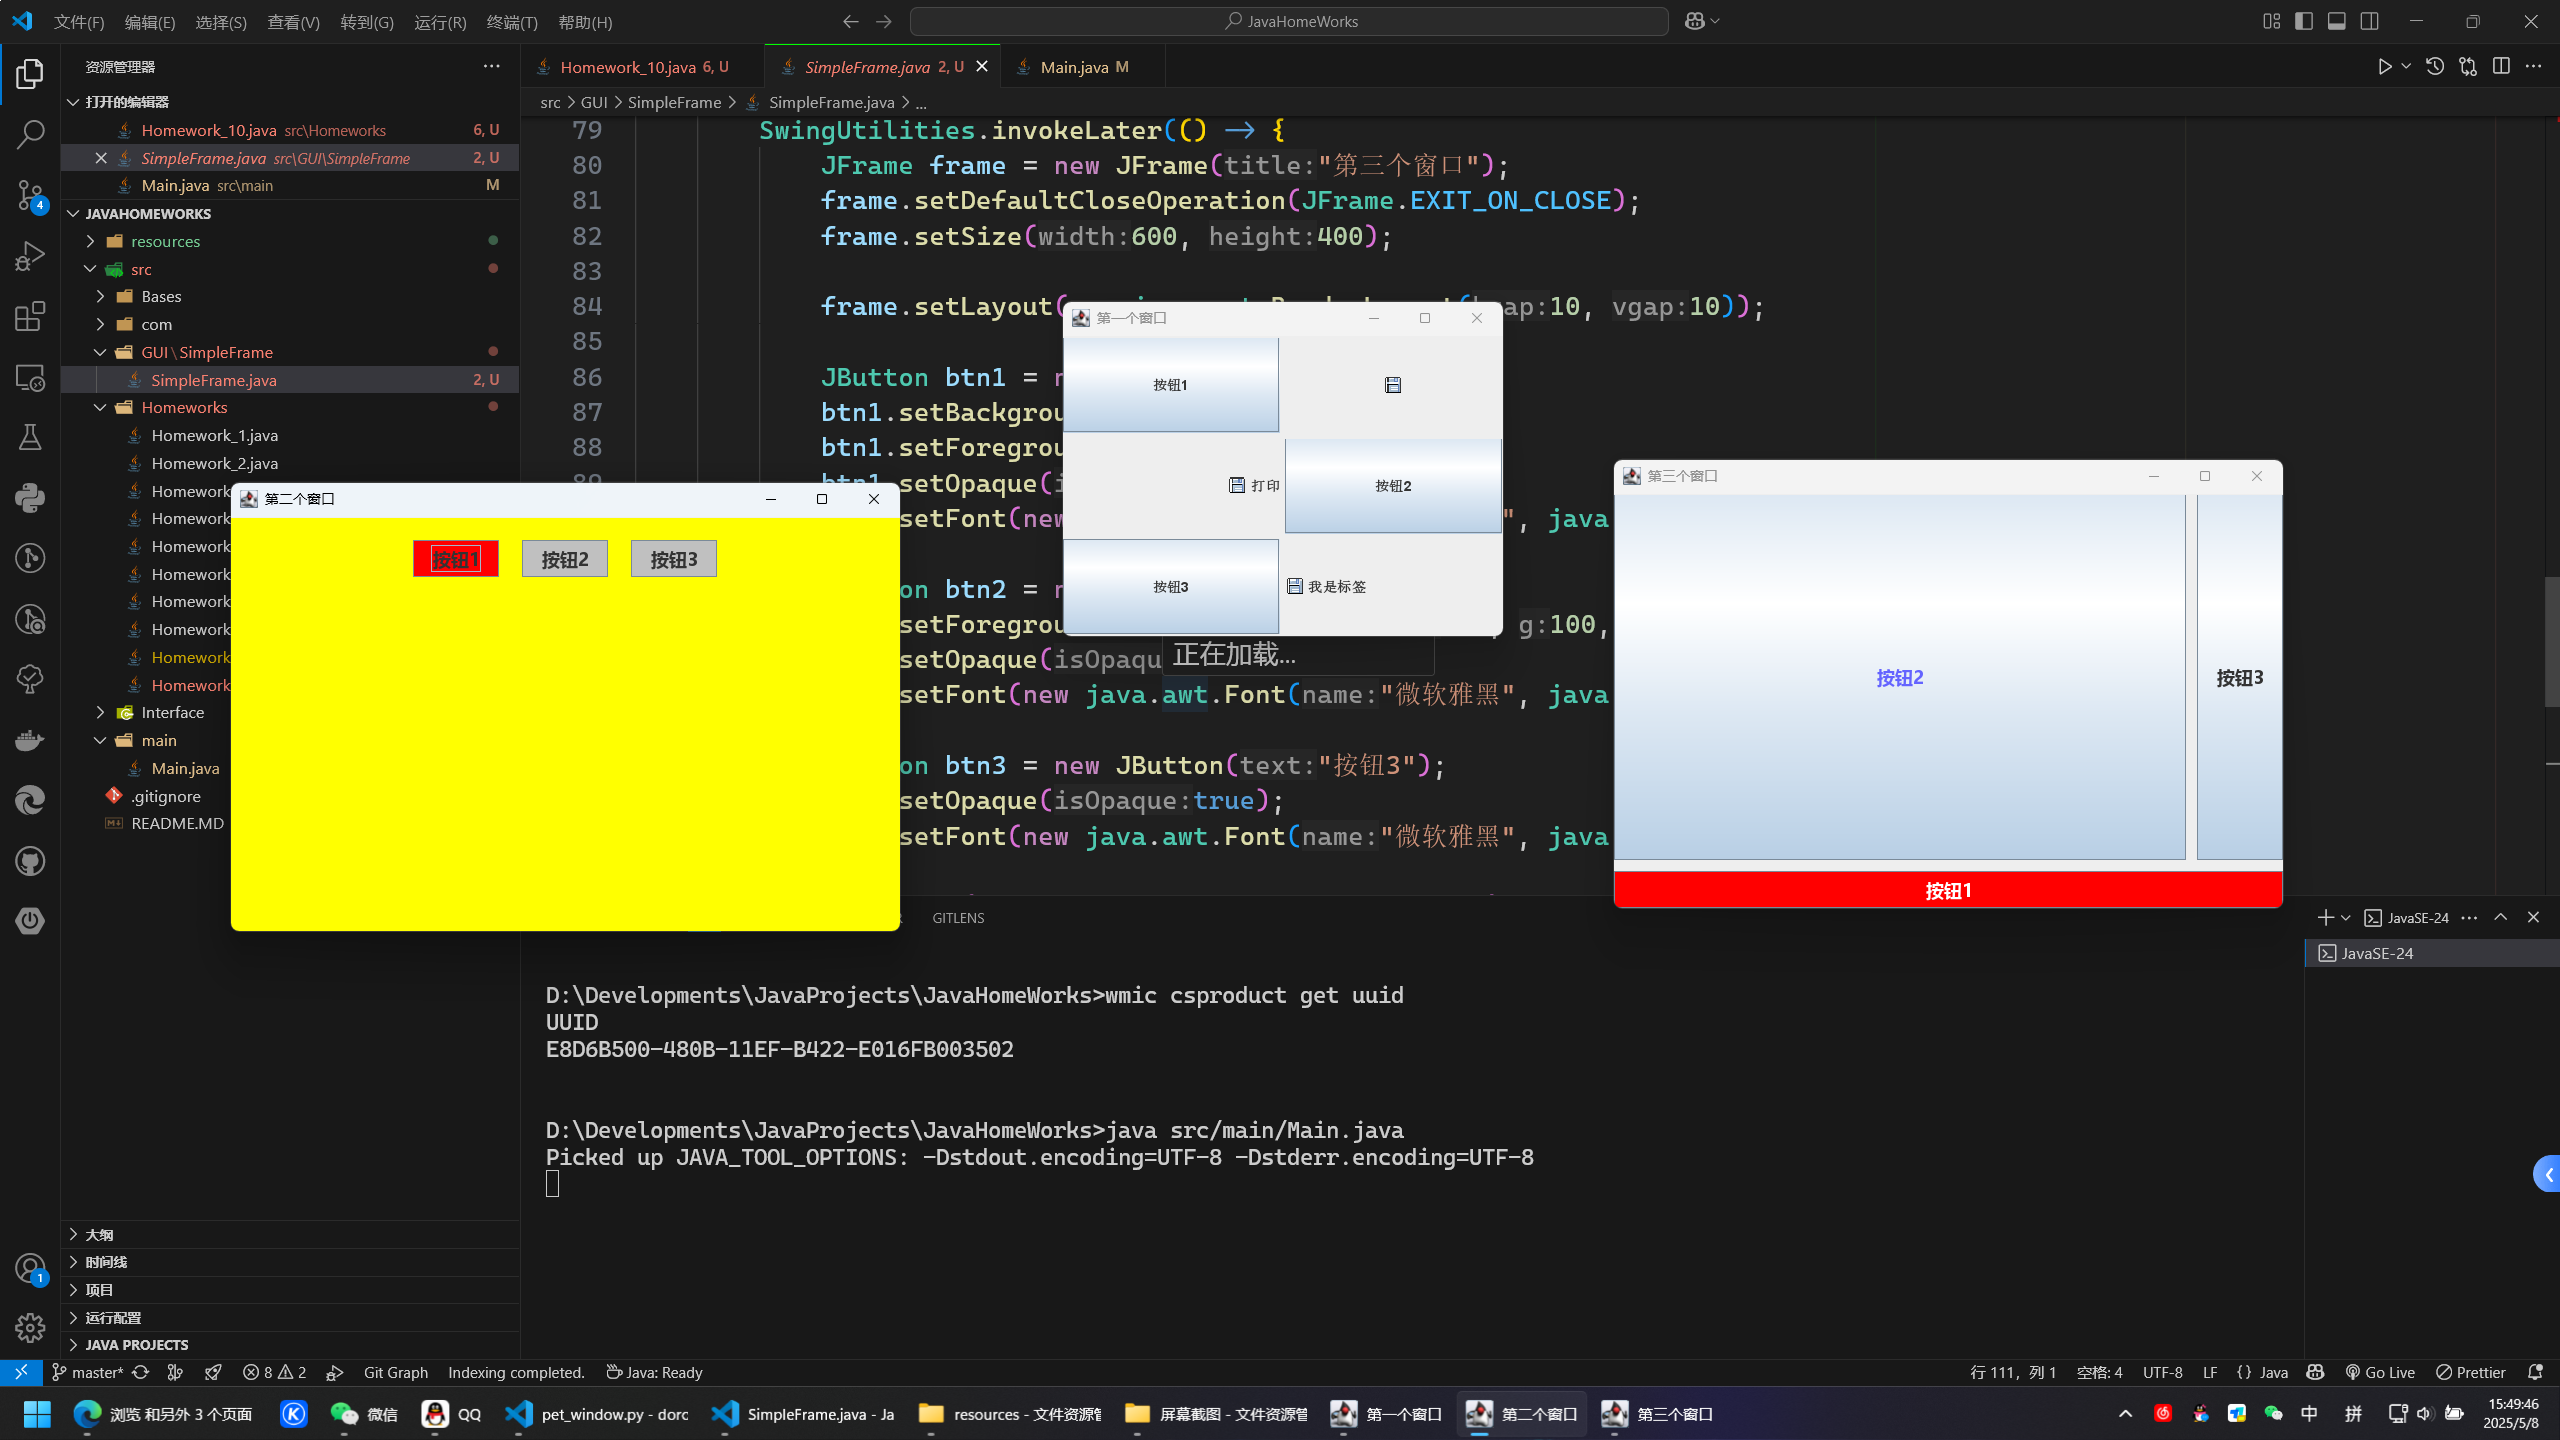 文件(F) 编辑(E) 选择(S) 查看(V) 转到(G) 运行(R) 终端(T) 帮助(H)
JavaHomeWorks
资源管理器
打开的编辑器
Homework_10.java src\Homeworks 6, U
SimpleFrame.java src\GUI\SimpleFrame 2, U
Main.java src\main M
JAVAHOMEWORKS
resources
src
Bases
com
GUI\SimpleFrame
SimpleFrame.java 2, U
Homeworks
Homework_1.java
Homework_2.java
Homework
Homework
Homework
Homework
Homework
Homework
Homework
Homework
Interface
main
Main.java
.gitignore
README.MD
大纲
时间线
项目
运行配置
JAVA PROJECTS
Homework_10.java 6, U
SimpleFrame.java 2, U
Main.java M
src > GUI > SimpleFrame > SimpleFrame.java > ...
79 SwingUtilities.invokeLater(() -> {
80 JFrame frame = new JFrame(title:"第三个窗口");
81 frame.setDefaultCloseOperation(JFrame.EXIT_ON_CLOSE);
82 frame.setSize(width:600, height:400);
83
84 frame.setLayout( ap:10, vgap:10));
85
86 JButton btn1 = n
87 btn1.setBackgrou
88 btn1.setForegrou
setOpaque(i
setFont(new ", java
on btn2 = n
setForegrou g:100,
setOpaque(isOpaqu
setFont(new java.awt.Font(name:"微软雅黑", java
on btn3 = new JButton(text:"按钮3");
setOpaque(isOpaque:true);
setFont(new java.awt.Font(name:"微软雅黑", java
正在加载...
第一个窗口
按钮1
打印
按钮2
按钮3
我是标签
第二个窗口
按钮1 按钮2 按钮3
第三个窗口
按钮2
按钮3
按钮1
GITLENS
JavaSE-24
JavaSE-24
D:\Developments\JavaProjects\JavaHomeWorks>wmic csproduct get uuid
UUID
E8D6B500-480B-11EF-B422-E016FB003502
D:\Developments\JavaProjects\JavaHomeWorks>java src/main/Main.java
Picked up JAVA_TOOL_OPTIONS: -Dstdout.encoding=UTF-8 -Dstderr.encoding=UTF-8
4
1
master* 8 2 Git Graph Indexing completed. Java: Ready
行 111，列 1 空格: 4 UTF-8 LF {} Java Go Live Prettier
浏览 和另外 3 个页面 微信 QQ pet_window.py - dorc SimpleFrame.java - Ja resources - 文件资源管 屏幕截图 - 文件资源管 第一个窗口 第二个窗口 第三个窗口
中 拼
15:49:46
2025/5/8